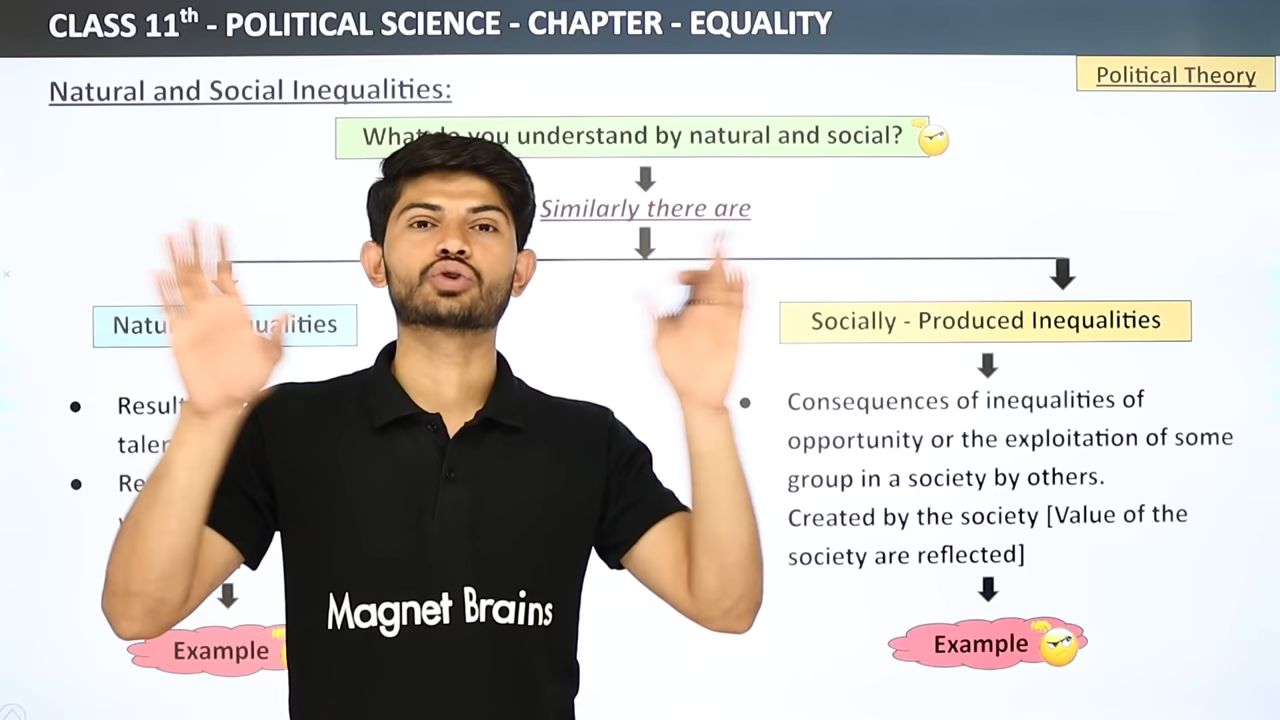 CLASS 11th - POLITICAL SCIENCE - CHAPTER - EQUALITY
Political Theory
Natural and Social Inequalities:
you understand by natural and social?
Similarly there are
Socially - Produced Inequalities
Consequences of inequalities of
opportunity or the exploitation of some
group in a society by others.
Created by the society [Value of the
society are reflected]
Example
Example
Magnet Brains